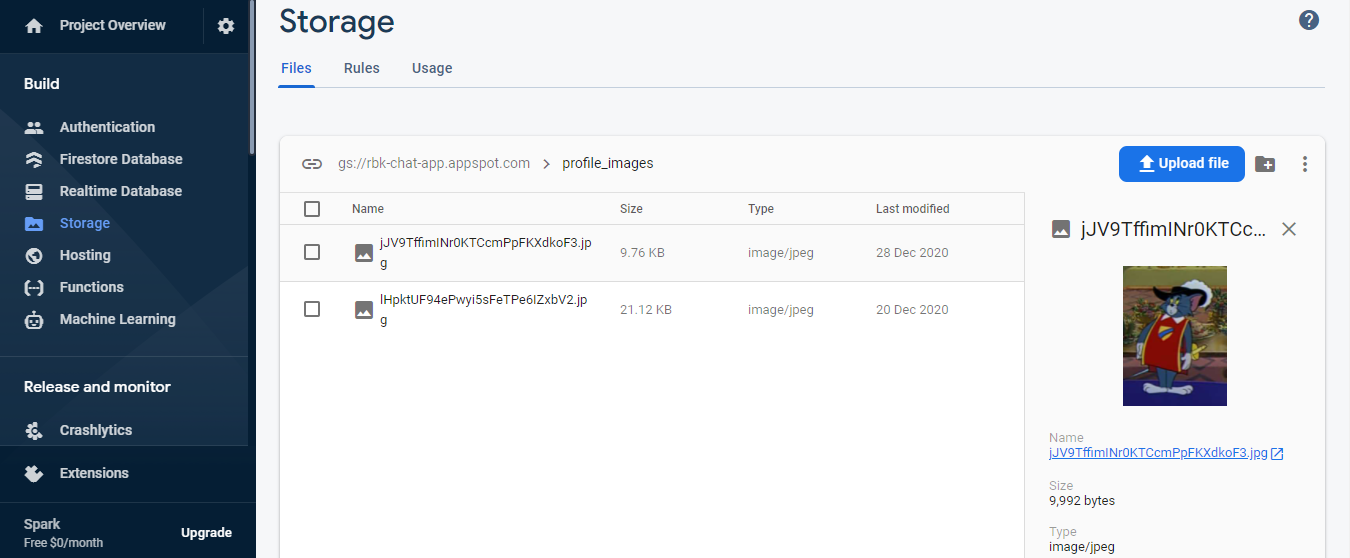 Project Overview
Build
Authentication
Firestore Database
Realtime Database
Storage
Hosting
Functions
Machine Learning
Release and monitor
Crashlytics
Extensions
Spark
Free $0/month
Upgrade
Storage
Files Rules Usage
gs://rbk-chat-app.appspot.com > profile_images
Upload file
Name Size Type Last modified
jJV9TffimINr0KTCcmPpFKXdkoF3.jp
g
9.76 KB image/jpeg 28 Dec 2020
lHpktUF94ePwyi5sFeTPe6IZxbV2.jp
g
21.12 KB image/jpeg 20 Dec 2020
jJV9TffimINr0KTCc...
Name
jJV9TffimINr0KTCcmPpFKXdkoF3.jpg
Size
9,992 bytes
Type
image/jpeg